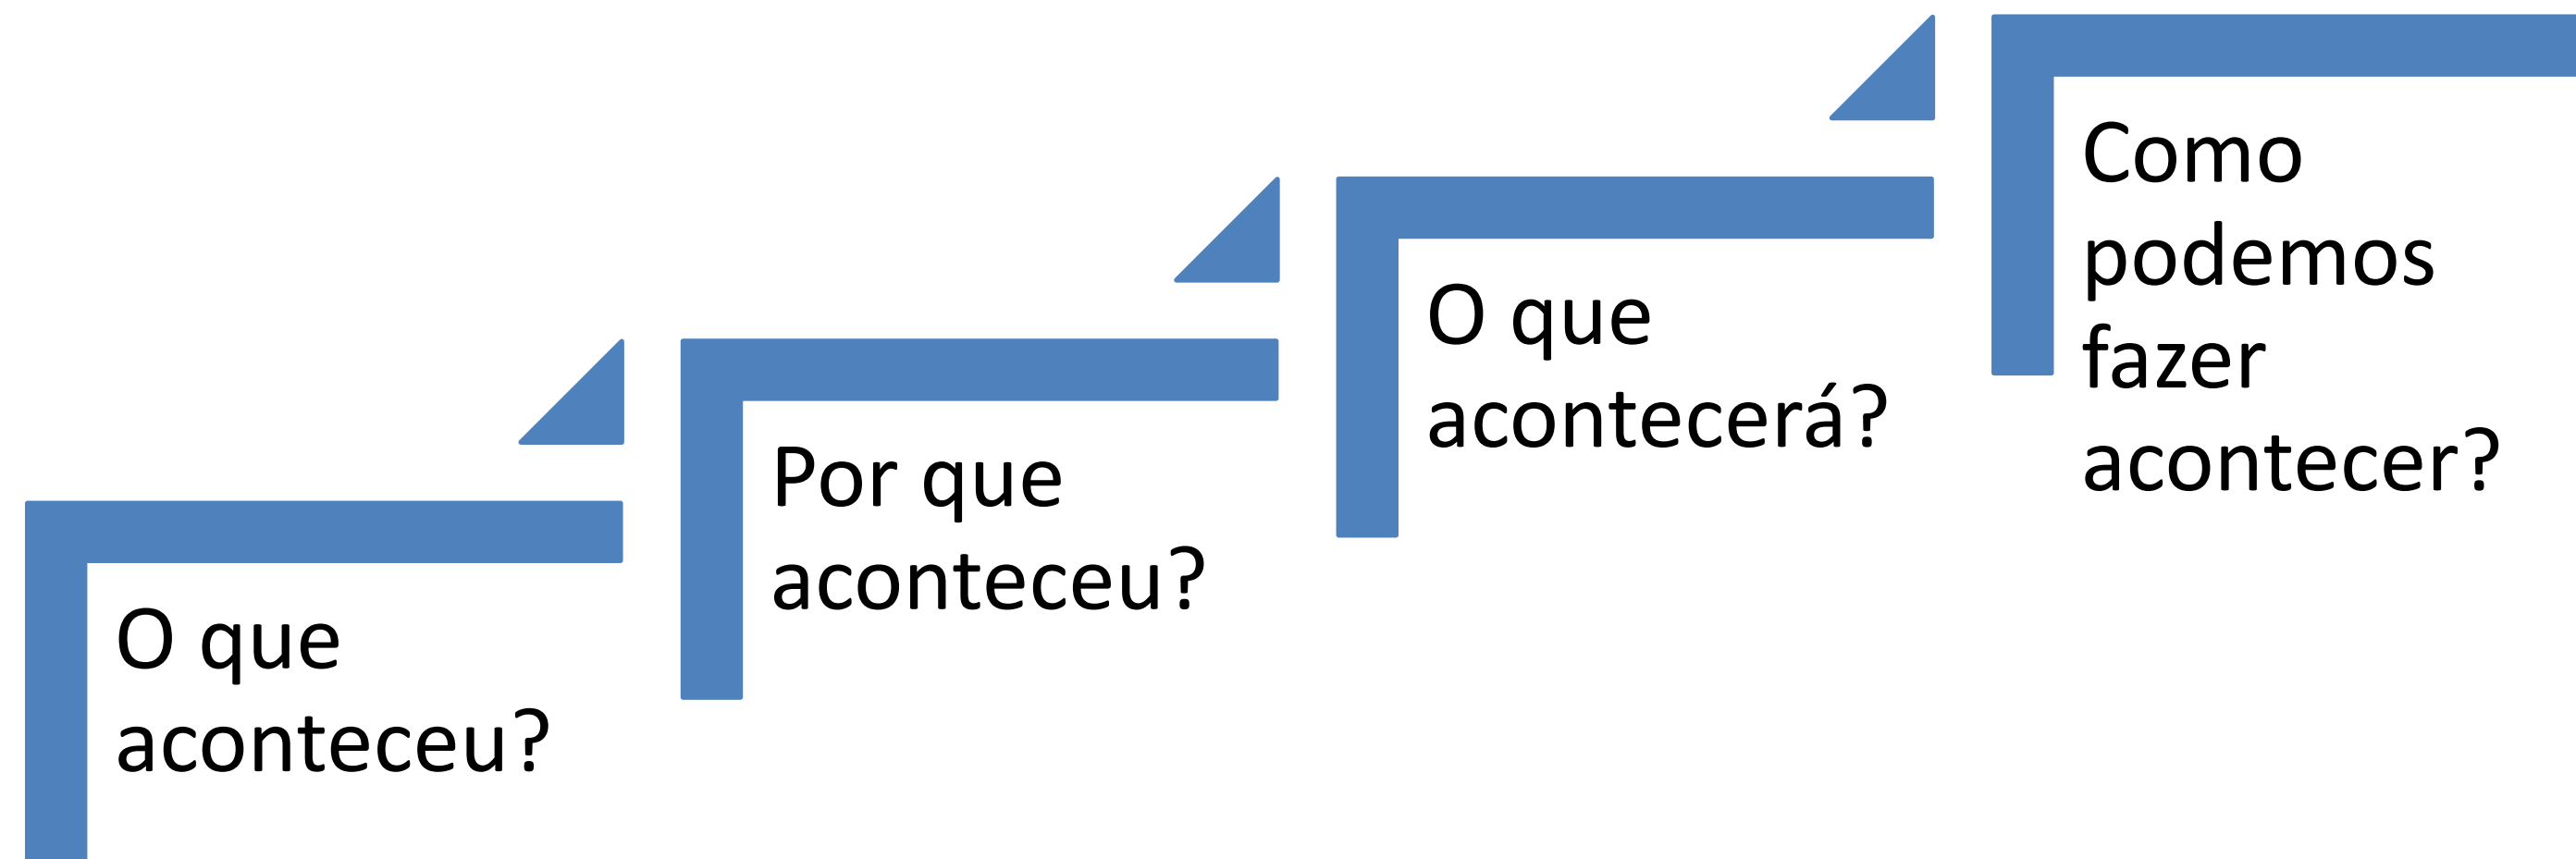 O que
aconteceu?
Por que
aconteceu?
O que
acontecerá?
Como
podemos
fazer
acontecer?